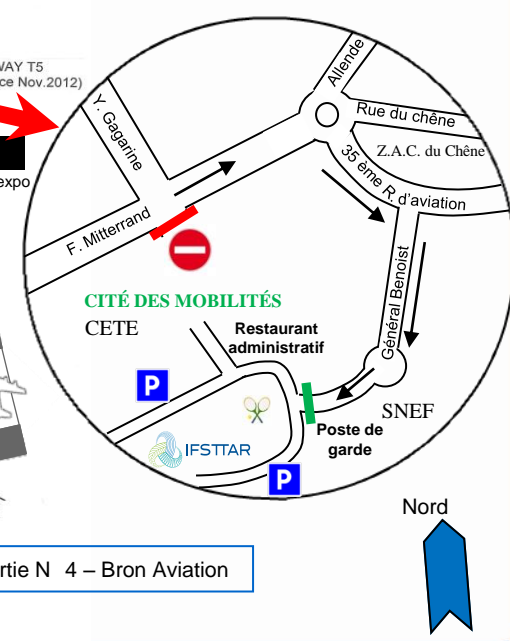 WAY T5
ce Nov.2012)
expo
Y. Gagarine
Allende
Rue du chêne
Z.A.C. du Chêne
35 ème R. d'aviation
F. Mitterrand
Général Benoist
CITÉ DES MOBILITÉS
CETE
Restaurant
administratif
P
SNEF
Poste de
garde
IFSTTAR
P
Nord
rtie N 4 – Bron Aviation